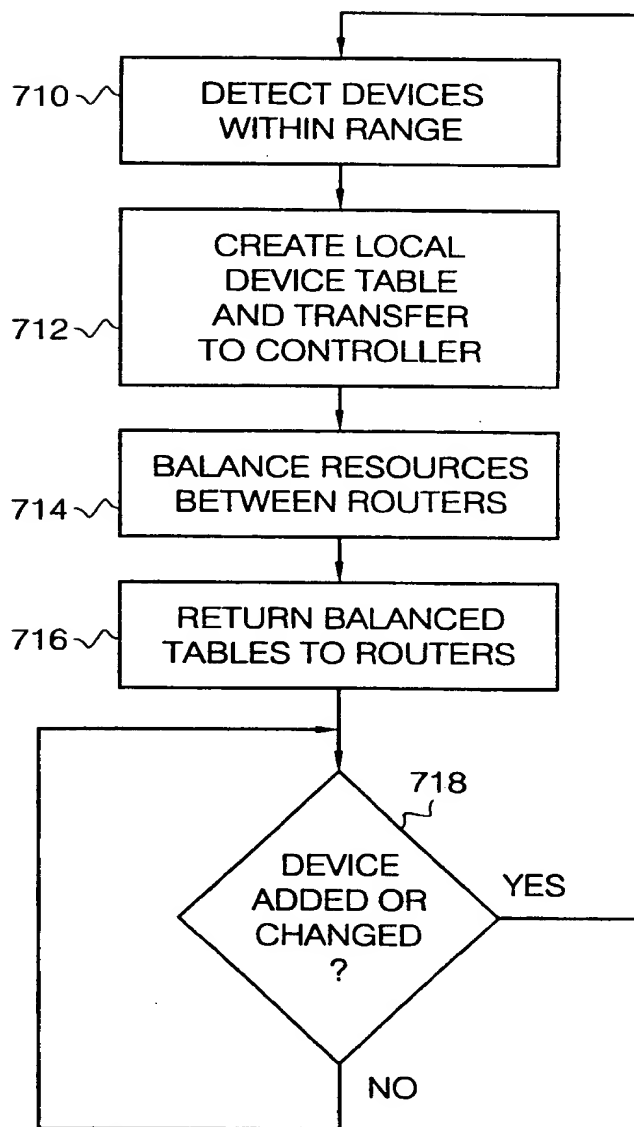 710
DETECT DEVICES
WITHIN RANGE
712
CREATE LOCAL
DEVICE TABLE
AND TRANSFER
TO CONTROLLER
714
BALANCE RESOURCES
BETWEEN ROUTERS
716
RETURN BALANCED
TABLES TO ROUTERS
718
DEVICE
ADDED OR
CHANGED
?
YES
NO